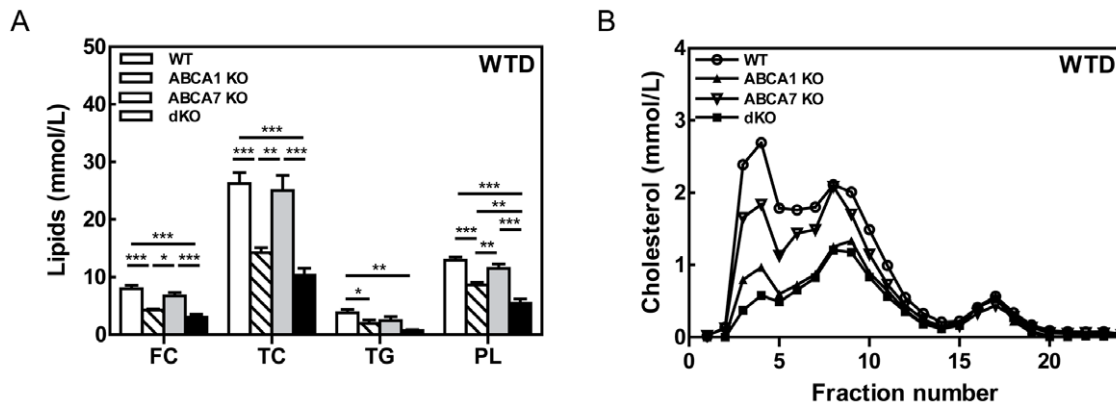 A
50
40
30
20
10
0
Lipids (mmol/L)
WT
ABCA1 KO
ABCA7 KO
dKO
WTD
***
*** ** ***
***
*** * ***
**
*
***
**
***
***
**
FC TC TG PL
B
4
3
2
1
0
Cholesterol (mmol/L)
WT
ABCA1 KO
ABCA7 KO
dKO
WTD
0 5 10 15 20
Fraction number